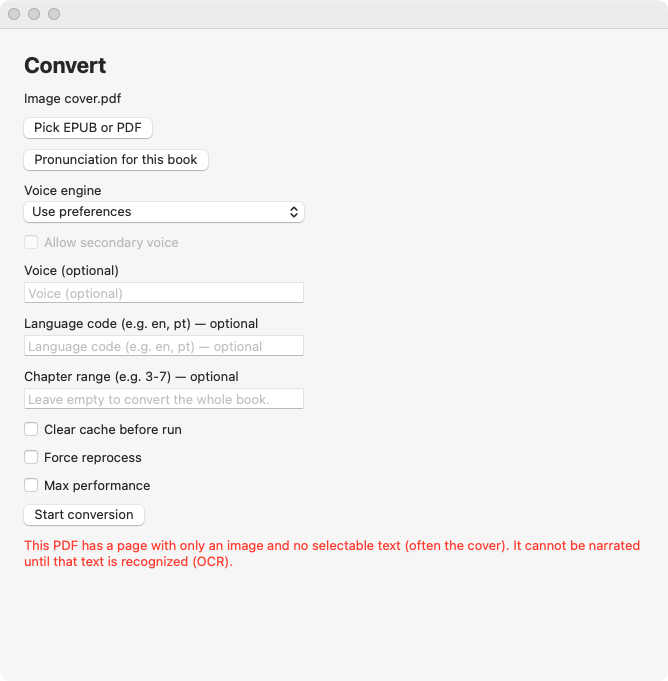 Convert
Image cover.pdf
Pick EPUB or PDF
Pronunciation for this book
Voice engine
Use preferences
Allow secondary voice
Voice (optional)
Voice (optional)
Language code (e.g. en, pt) — optional
Language code (e.g. en, pt) — optional
Chapter range (e.g. 3-7) — optional
Leave empty to convert the whole book.
Clear cache before run
Force reprocess
Max performance
Start conversion
This PDF has a page with only an image and no selectable text (often the cover). It cannot be narrated
until that text is recognized (OCR).